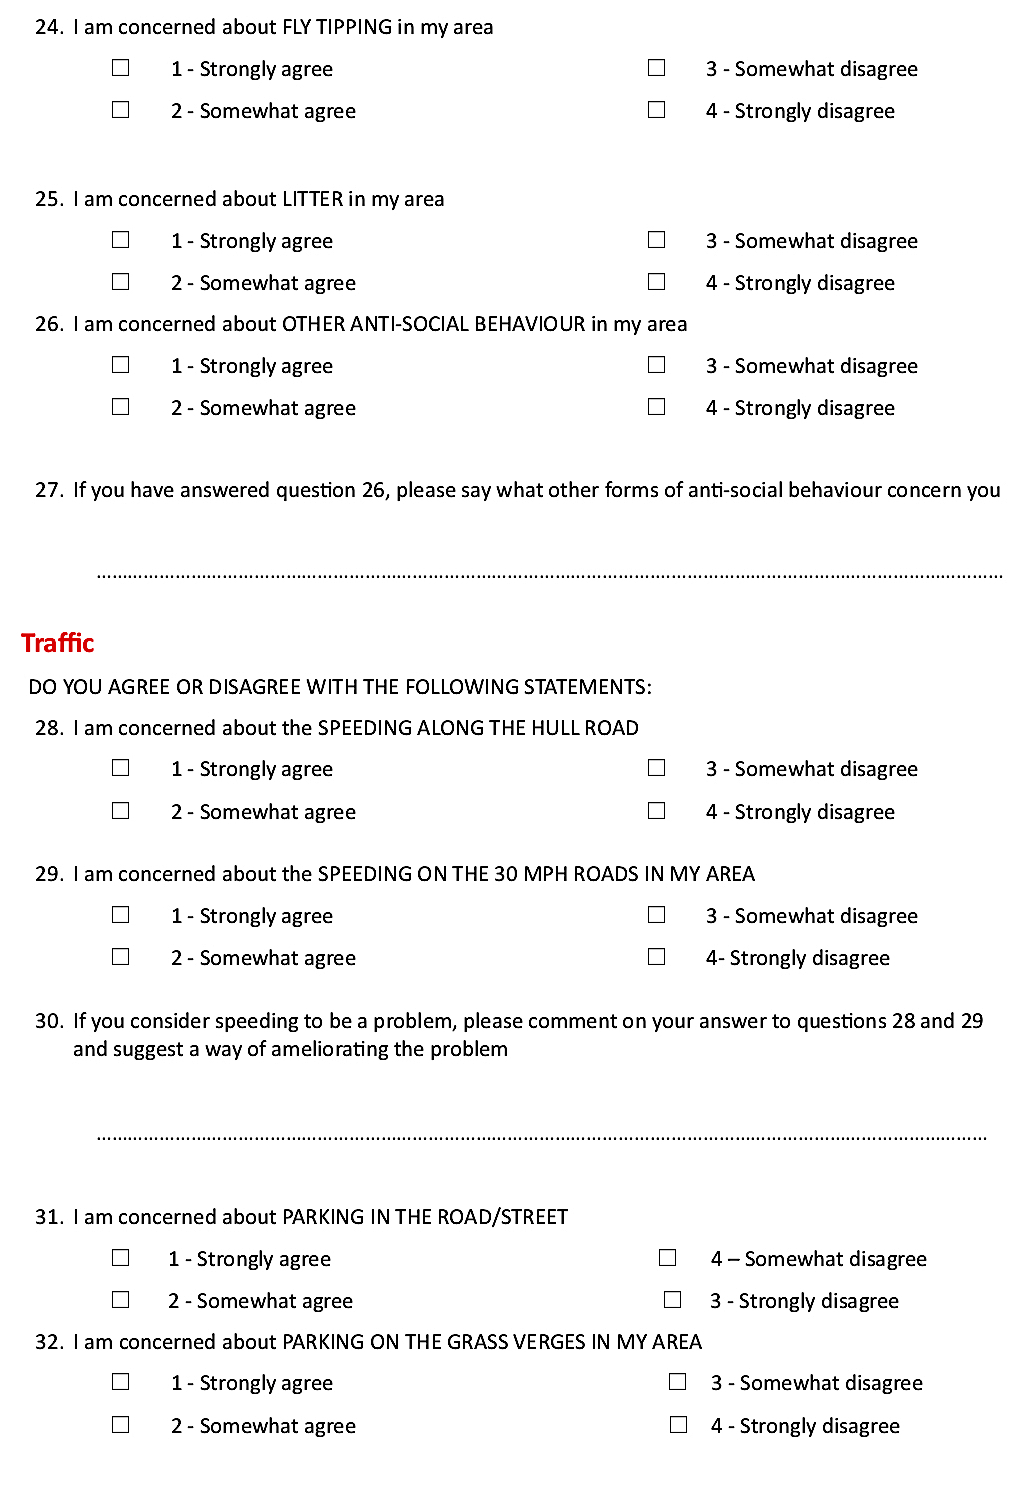 24. I am concerned about FLY TIPPING in my area
☐ 1 - Strongly agree ☐ 3 - Somewhat disagree
☐ 2 - Somewhat agree ☐ 4 - Strongly disagree
25. I am concerned about LITTER in my area
☐ 1 - Strongly agree ☐ 3 - Somewhat disagree
☐ 2 - Somewhat agree ☐ 4 - Strongly disagree
26. I am concerned about OTHER ANTI-SOCIAL BEHAVIOUR in my area
☐ 1 - Strongly agree ☐ 3 - Somewhat disagree
☐ 2 - Somewhat agree ☐ 4 - Strongly disagree
27. If you have answered question 26, please say what other forms of anti-social behaviour concern you
................................................................................
Traffic
DO YOU AGREE OR DISAGREE WITH THE FOLLOWING STATEMENTS:
28. I am concerned about the SPEEDING ALONG THE HULL ROAD
☐ 1 - Strongly agree ☐ 3 - Somewhat disagree
☐ 2 - Somewhat agree ☐ 4 - Strongly disagree
29. I am concerned about the SPEEDING ON THE 30 MPH ROADS IN MY AREA
☐ 1 - Strongly agree ☐ 3 - Somewhat disagree
☐ 2 - Somewhat agree ☐ 4- Strongly disagree
30. If you consider speeding to be a problem, please comment on your answer to questions 28 and 29
and suggest a way of ameliorating the problem
................................................................................
31. I am concerned about PARKING IN THE ROAD/STREET
☐ 1 - Strongly agree ☐ 4 – Somewhat disagree
☐ 2 - Somewhat agree ☐ 3 - Strongly disagree
32. I am concerned about PARKING ON THE GRASS VERGES IN MY AREA
☐ 1 - Strongly agree ☐ 3 - Somewhat disagree
☐ 2 - Somewhat agree ☐ 4 - Strongly disagree